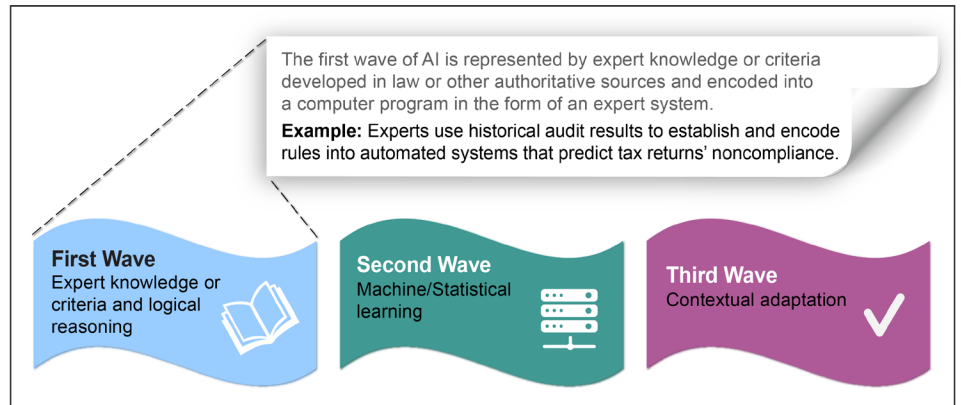 The first wave of AI is represented by expert knowledge or criteria
developed in law or other authoritative sources and encoded into
a computer program in the form of an expert system.
Example: Experts use historical audit results to establish and encode
rules into automated systems that predict tax returns’ noncompliance.
First Wave
Expert knowledge or
criteria and logical
reasoning
Second Wave
Machine/Statistical
learning
Third Wave
Contextual adaptation